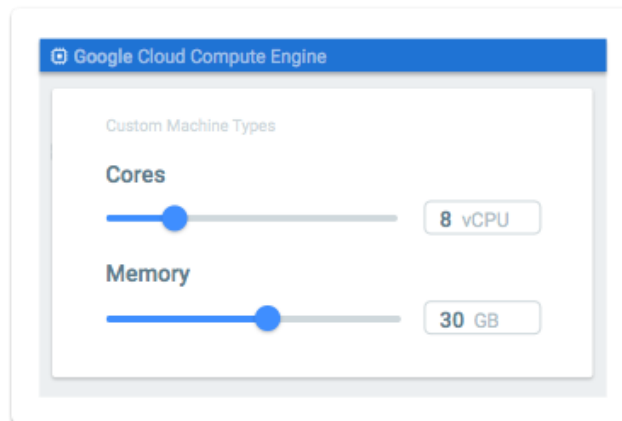 Google Cloud Compute Engine
Custom Machine Types
Cores
8 vCPU
Memory
30 GB